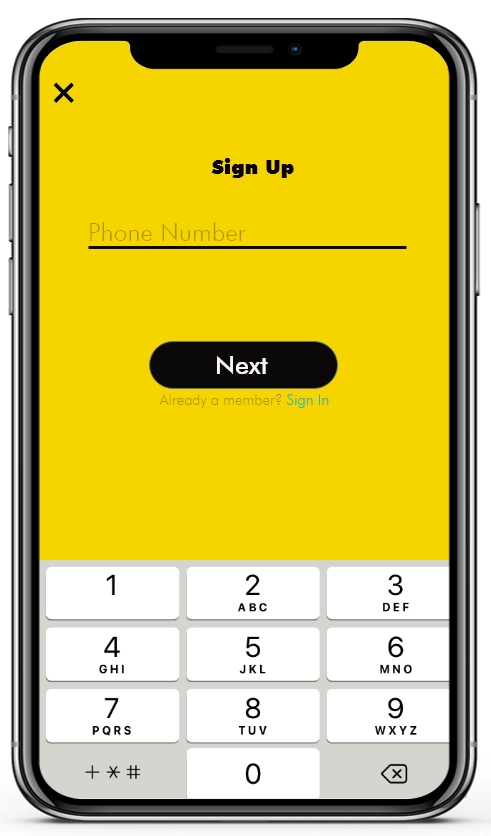 Sign Up
Phone Number
Next
Already a member? Sign In
1 2 3
ABC DEF
4 5 6
GHI JKL MNO
7 8 9
PQRS TUV WXYZ
+ * # 0